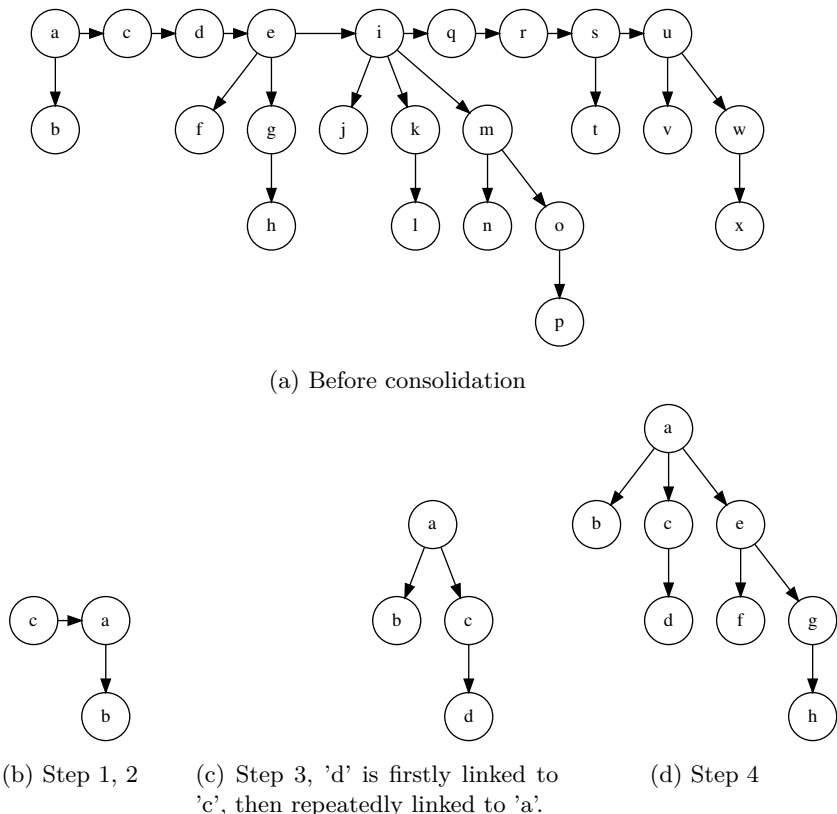 a c d e i q r s u
b f g j k m t v w
h l n o x
p
(a) Before consolidation
a
a b c e
c a b c d f g
b d h
(b) Step 1, 2
(c) Step 3, ’d’ is firstly linked to
’c’, then repeatedly linked to ’a’.
(d) Step 4